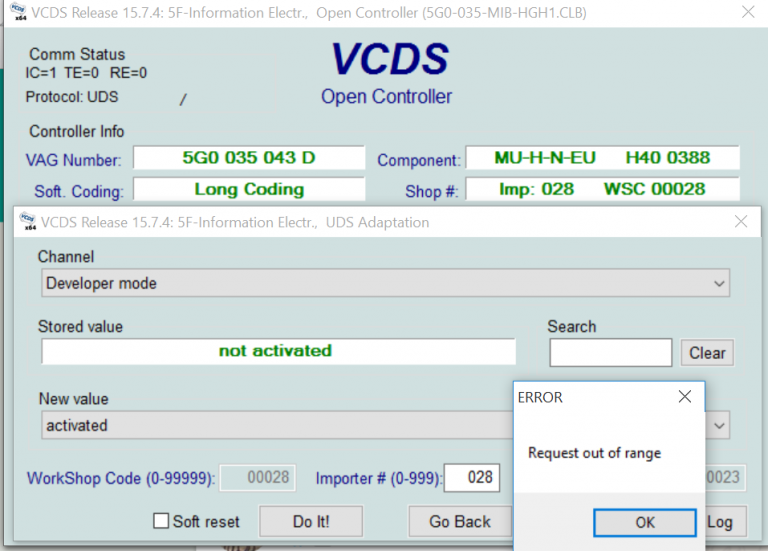 VCDS Release 15.7.4: 5F-Information Electr.,  Open Controller (5G0-035-MIB-HGH1.CLB)
Comm Status
IC=1 TE=0 RE=0
Protocol: UDS /
VCDS
Open Controller
Controller Info
VAG Number: 5G0 035 043 D Component: MU-H-N-EU H40 0388
Soft. Coding: Long Coding Shop #: Imp: 028 WSC 00028
VCDS Release 15.7.4: 5F-Information Electr.,  UDS Adaptation
Channel
Developer mode
Stored value Search
not activated Clear
New value
activated
ERROR
Request out of range
OK
WorkShop Code (0-99999): 00028 Importer # (0-999): 028 0023
Soft reset Do It! Go Back Log